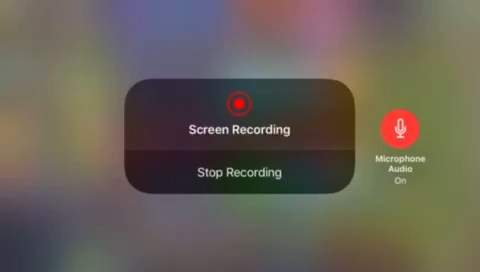 Screen Recording
Stop Recording
Microphone
Audio
On